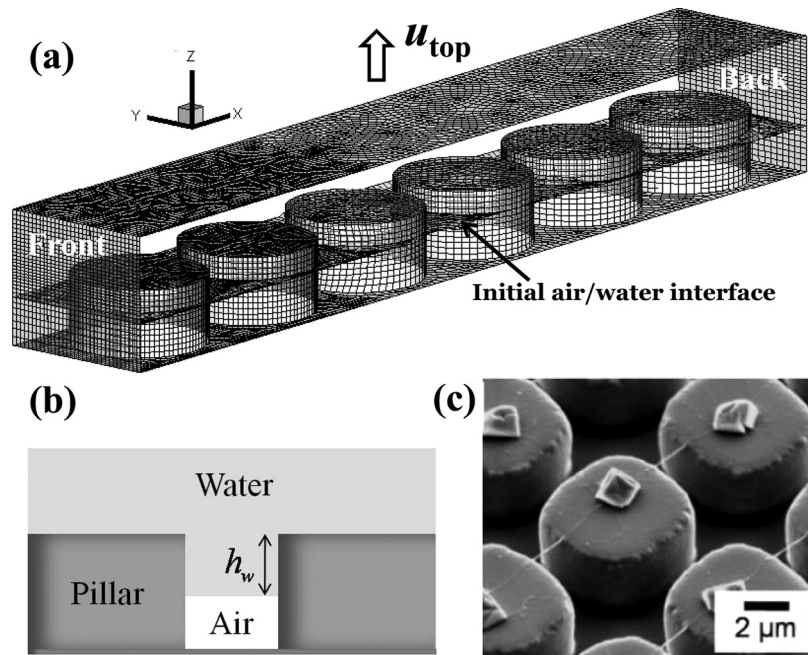 (a)
u_top
Z
Y
X
Back
Front
Initial air/water interface
(b)
Water
h_w
Pillar
Air
(c)
2 μm